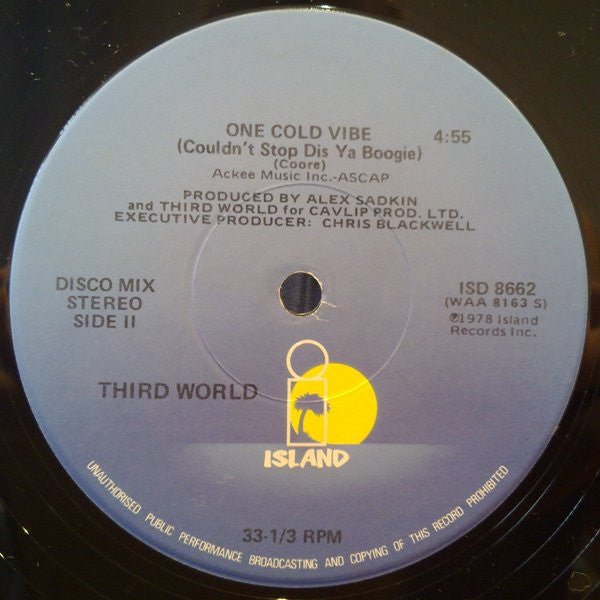 ONE COLD VIBE 4:55
(Couldn't Stop Dis Ya Boogie)
(Coore)
Ackee Music Inc.-ASCAP
PRODUCED BY ALEX SADKIN
and THIRD WORLD for CAVLIP PROD. LTD.
EXECUTIVE PRODUCER: CHRIS BLACKWELL
DISCO MIX
STEREO
SIDE II
ISD 8662
(WAA 8163 S)
℗1978 Island
Records Inc.
THIRD WORLD
ISLAND
33-1/3 RPM
UNAUTHORISED PUBLIC PERFORMANCE BROADCASTING AND COPYING OF THIS RECORD PROHIBITED